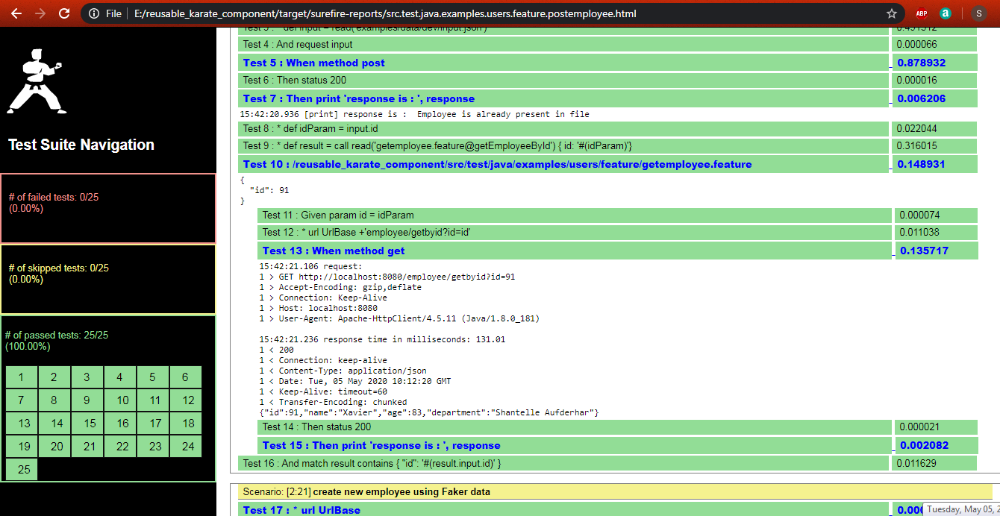 File
E:/reusable_karate_component/target/surefire-reports/src.test.java.examples.users.feature.postemployee.html
ABP
a
S
Test Suite Navigation
# of failed tests: 0/25
(0.00%)
# of skipped tests: 0/25
(0.00%)
# of passed tests: 25/25
(100.00%)
1 2 3 4 5 6
7 8 9 10 11 12
13 14 15 16 17 18
19 20 21 22 23 24
25
Test 3 : * def input = read('examples/data/dev/input.json') 0.491512
Test 4 : And request input 0.000066
Test 5 : When method post 0.878932
Test 6 : Then status 200 0.000016
Test 7 : Then print 'response is : ', response 0.006206
15:42:20.936 [print] response is :  Employee is already present in file
Test 8 : * def idParam = input.id 0.022044
Test 9 : * def result = call read('getemployee.feature@getEmployeeById') { id: '#(idParam)'} 0.316015
Test 10 : /reusable_karate_component/src/test/java/examples/users/feature/getemployee.feature 0.148931
{
"id": 91
}
Test 11 : Given param id = idParam 0.000074
Test 12 : * url UrlBase +'employee/getbyid?id=id' 0.011038
Test 13 : When method get 0.135717
15:42:21.106 request:
1 > GET http://localhost:8080/employee/getbyid?id=91
1 > Accept-Encoding: gzip,deflate
1 > Connection: Keep-Alive
1 > Host: localhost:8080
1 > User-Agent: Apache-HttpClient/4.5.11 (Java/1.8.0_181)
15:42:21.236 response time in milliseconds: 131.01
1 < 200
1 < Connection: keep-alive
1 < Content-Type: application/json
1 < Date: Tue, 05 May 2020 10:12:20 GMT
1 < Keep-Alive: timeout=60
1 < Transfer-Encoding: chunked
{"id":91,"name":"Xavier","age":83,"department":"Shantelle Aufderhar"}
Test 14 : Then status 200 0.000021
Test 15 : Then print 'response is : ', response 0.002082
Test 16 : And match result contains { "id": '#(result.input.id)' } 0.011629
Scenario: [2:21] create new employee using Faker data
Test 17 : * url UrlBase 0.00
Tuesday, May 05, 2